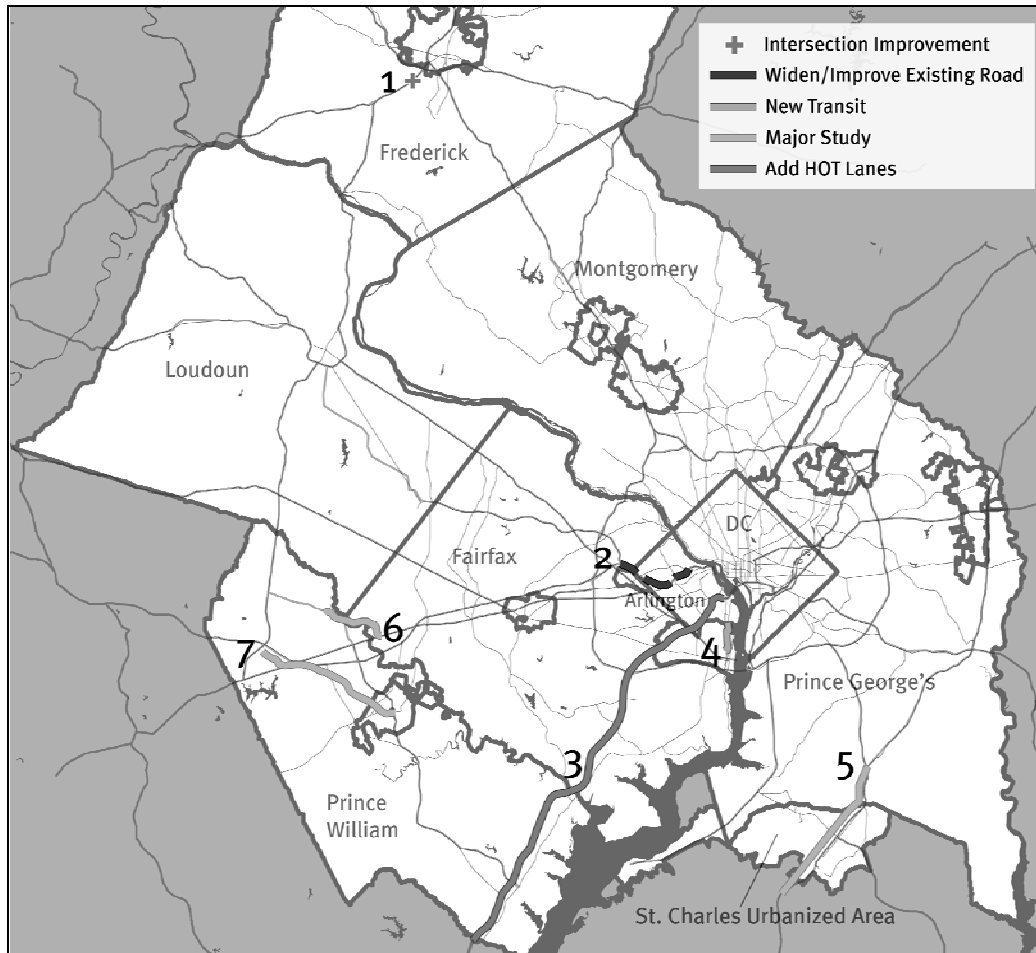 Intersection Improvement
Widen/Improve Existing Road
New Transit
Major Study
Add HOT Lanes
1
Frederick
Montgomery
Loudoun
DC
2
Fairfax
Arlington
6
7
4
Prince George's
3
5
Prince
William
St. Charles Urbanized Area